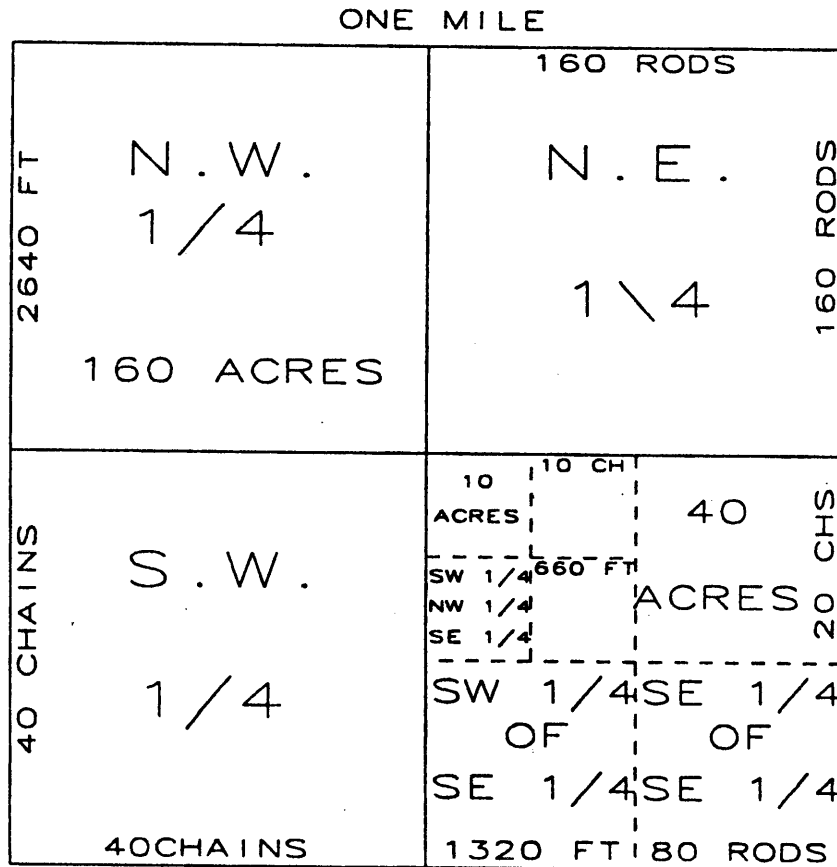 ONE MILE
160 RODS
N.W.
1/4
2640 FT
160 ACRES
N.E.
1\4
160 RODS
40 CHAINS
S.W.
1/4
40CHAINS
10
ACRES
10 CH
SW 1/4
NW 1/4
SE 1/4
660 FT
40
ACRES
20 CHS
SW 1/4
OF
SE 1/4
SE 1/4
OF
SE 1/4
1320 FT
80 RODS